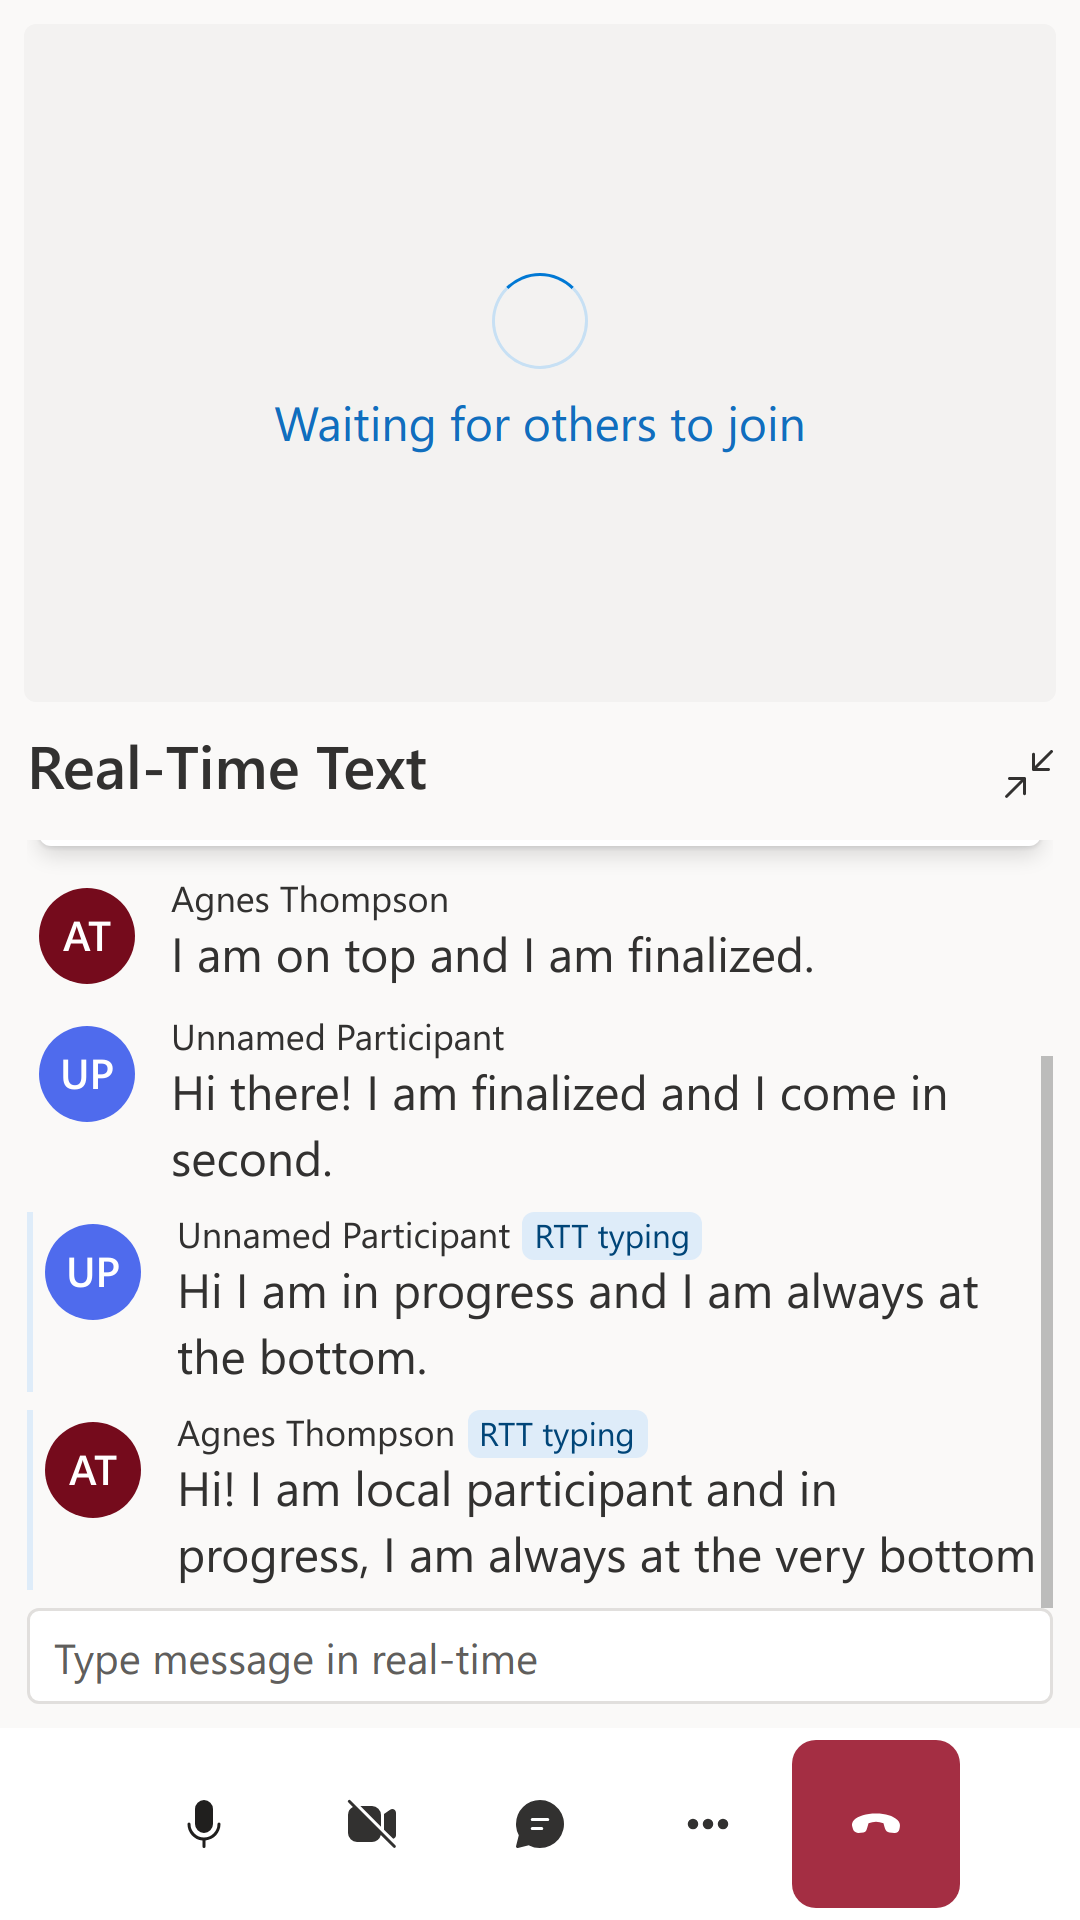 Waiting for others to join
Real-Time Text
AT
Agnes Thompson
I am on top and I am finalized.
UP
Unnamed Participant
Hi there! I am finalized and I come in
second.
UP
Unnamed Participant RTT typing
Hi I am in progress and I am always at
the bottom.
AT
Agnes Thompson RTT typing
Hi! I am local participant and in
progress, I am always at the very bottom
Type message in real-time